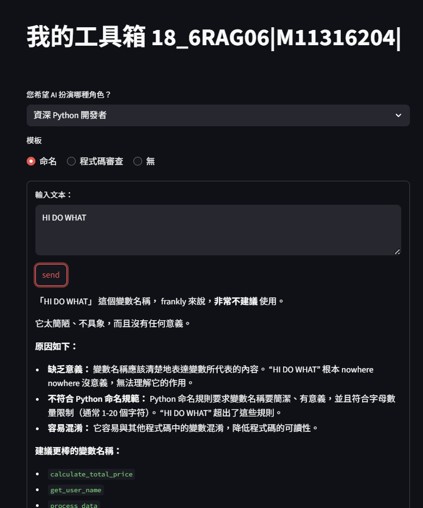 我的工具箱 18_6RAG06|M11316204|
您希望 AI 扮演哪種角色？
資深 Python 開發者
模板
命名 程式碼審查 無
輸入文本：
HI DO WHAT
send
「HI DO WHAT」 這個變數名稱， frankly 來說，非常不建議 使用。
它太簡陋、不具象，而且沒有任何意義。
原因如下：
• 缺乏意義： 變數名稱應該清楚地表達變數所代表的內容。 “HI DO WHAT” 根本 nowhere
nowhere 沒意義，無法理解它的作用。
• 不符合 Python 命名規範： Python 命名規則要求變數名稱要簡潔、有意義，並且符合字母數
量限制（通常 1-20 個字符）。 “HI DO WHAT” 超出了這些規則。
• 容易混淆： 它容易與其他程式碼中的變數混淆，降低程式碼的可讀性。
建議更棒的變數名稱：
• calculate_total_price
• get_user_name
• process_data